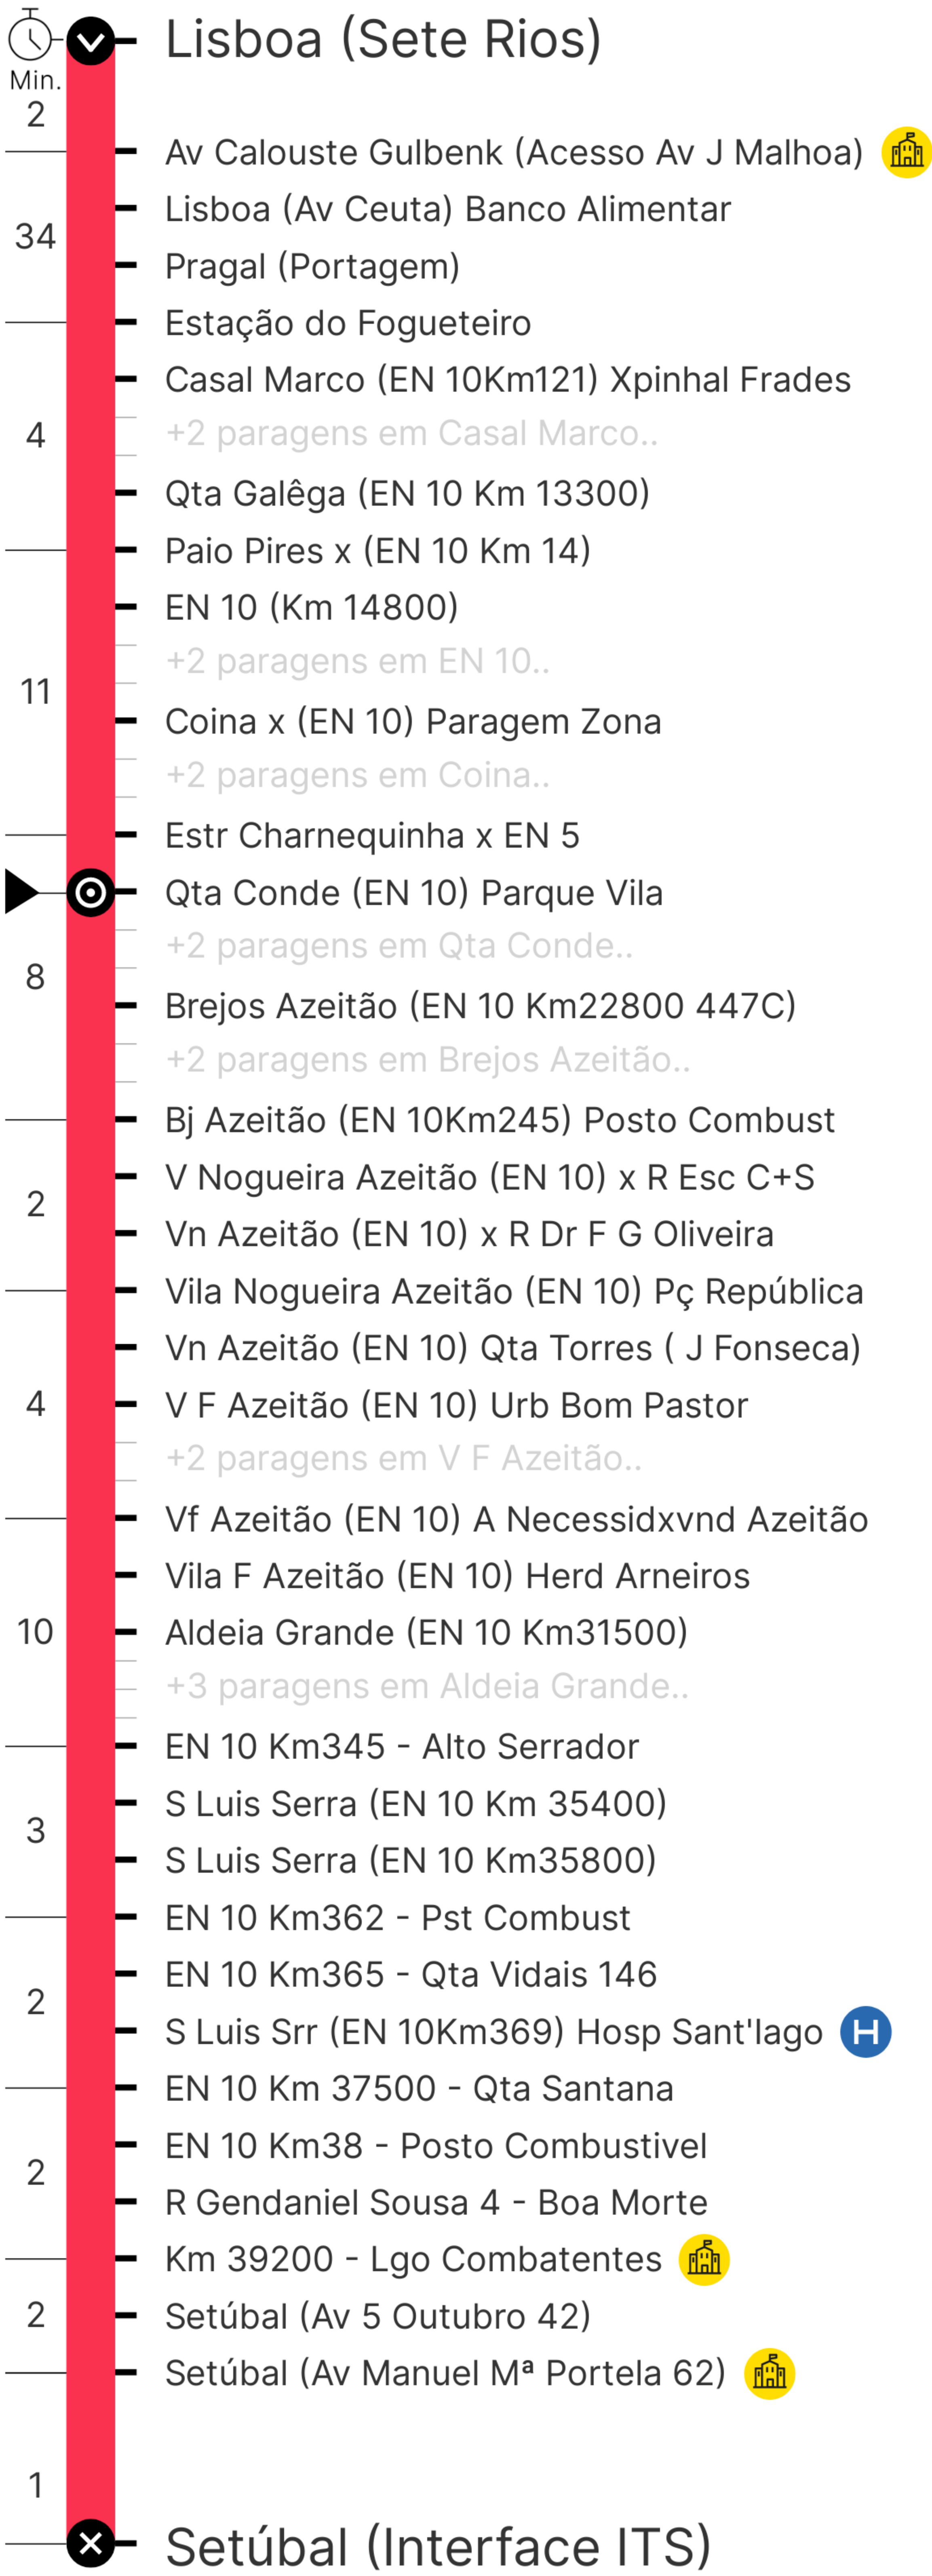 Lisboa (Sete Rios)
Min.
2
Av Calouste Gulbenk (Acesso Av J Malhoa)
Lisboa (Av Ceuta) Banco Alimentar
34
Pragal (Portagem)
Estação do Fogueteiro
Casal Marco (EN 10Km121) Xpinhal Frades
4
+2 paragens em Casal Marco..
Qta Galêga (EN 10 Km 13300)
Paio Pires x (EN 10 Km 14)
EN 10 (Km 14800)
+2 paragens em EN 10..
11
Coina x (EN 10) Paragem Zona
+2 paragens em Coina..
Estr Charnequinha x EN 5
Qta Conde (EN 10) Parque Vila
+2 paragens em Qta Conde..
8
Brejos Azeitão (EN 10 Km22800 447C)
+2 paragens em Brejos Azeitão..
Bj Azeitão (EN 10Km245) Posto Combust
V Nogueira Azeitão (EN 10) x R Esc C+S
2
Vn Azeitão (EN 10) x R Dr F G Oliveira
Vila Nogueira Azeitão (EN 10) Pç República
Vn Azeitão (EN 10) Qta Torres ( J Fonseca)
4
V F Azeitão (EN 10) Urb Bom Pastor
+2 paragens em V F Azeitão..
Vf Azeitão (EN 10) A Necessidxvnd Azeitão
Vila F Azeitão (EN 10) Herd Arneiros
10
Aldeia Grande (EN 10 Km31500)
+3 paragens em Aldeia Grande..
EN 10 Km345 - Alto Serrador
S Luis Serra (EN 10 Km 35400)
3
S Luis Serra (EN 10 Km35800)
EN 10 Km362 - Pst Combust
EN 10 Km365 - Qta Vidais 146
2
S Luis Srr (EN 10Km369) Hosp Sant'Iago H
EN 10 Km 37500 - Qta Santana
EN 10 Km38 - Posto Combustivel
2
R Gendaniel Sousa 4 - Boa Morte
Km 39200 - Lgo Combatentes
2
Setúbal (Av 5 Outubro 42)
Setúbal (Av Manuel Mª Portela 62)
1
Setúbal (Interface ITS)